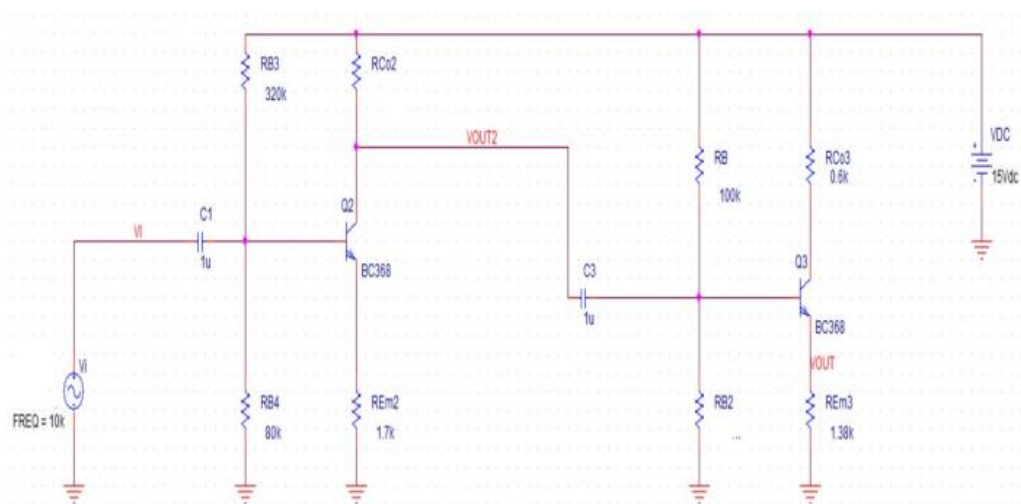 RB3
320k
RCo2
VOUT2
RB
100k
RCo3
0.6k
VDC
15Vdc
C1
1u
VI
Q2
BC368
C3
1u
Q3
BC368
VOUT
Vi
FREQ = 10k
RB4
80k
REm2
1.7k
RB2
...
REm3
1.38k